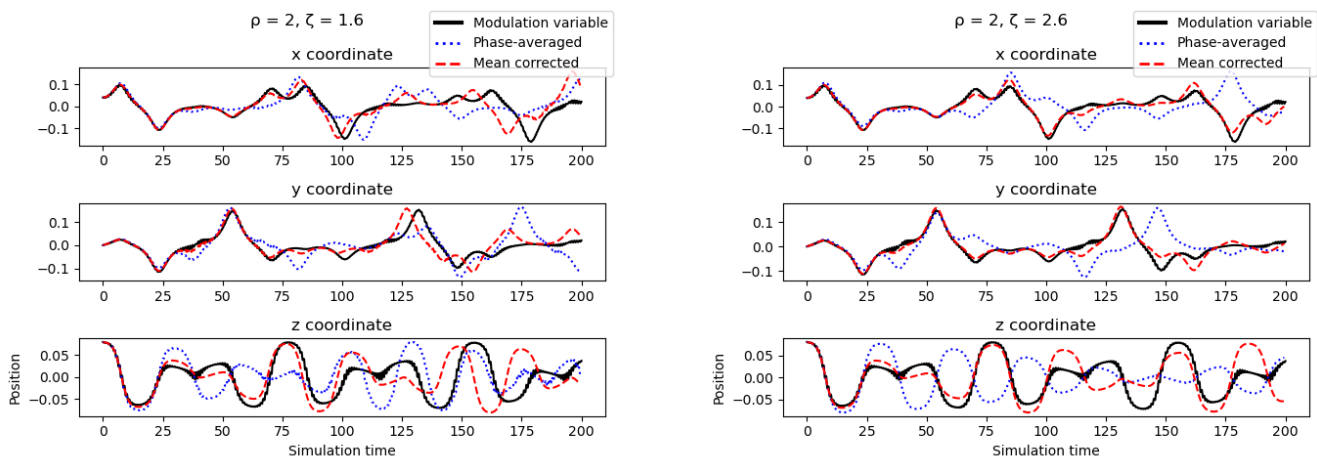 ρ = 2, ζ = 1.6
Modulation variable
Phase-averaged
Mean corrected
x coordinate
0.1
0.0
−0.1
0 25 50 75 100 125 150 175 200
y coordinate
0.1
0.0
−0.1
0 25 50 75 100 125 150 175 200
z coordinate
Position
0.05
0.00
−0.05
0 25 50 75 100 125 150 175 200
Simulation time
ρ = 2, ζ = 2.6
Modulation variable
Phase-averaged
Mean corrected
x coordinate
0.1
0.0
−0.1
0 25 50 75 100 125 150 175 200
y coordinate
0.1
0.0
−0.1
0 25 50 75 100 125 150 175 200
z coordinate
Position
0.05
0.00
−0.05
0 25 50 75 100 125 150 175 200
Simulation time